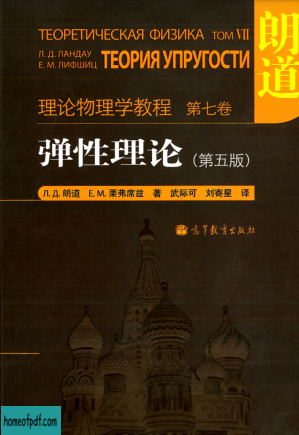 ТЕОРЕТИЧЕСКАЯ ФИЗИКА ТОМ VII
Л. Д. ЛАНДАУ
Е. М. ЛИФШИЦ
ТЕОРИЯ УПРУГОСТИ
朗道
理论物理学教程 第七卷
弹性理论（第五版）
Л. Д. 朗道 Е. М. 栗弗席兹 著 武际可 刘寄星 译
高等教育出版社
homeofpdf.com